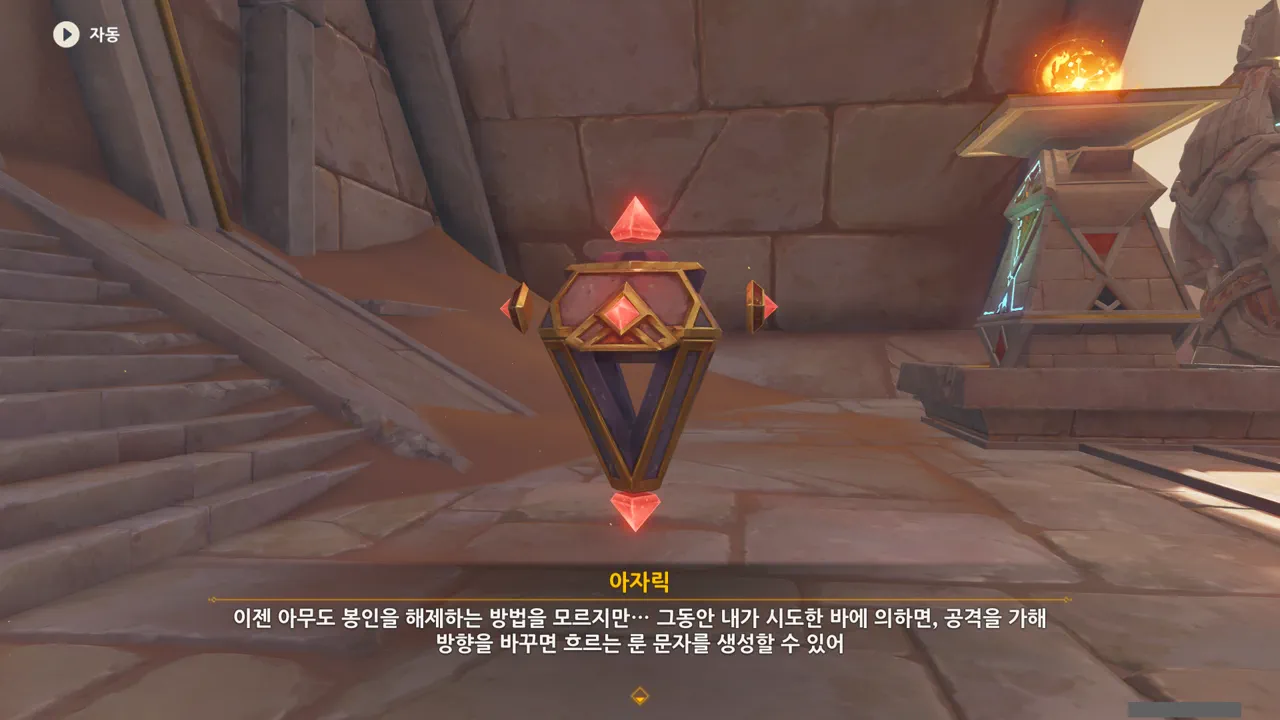 자동
아자릭
이젠 아무도 봉인을 해제하는 방법을 모르지만… 그동안 내가 시도한 바에 의하면, 공격을 가해
방향을 바꾸면 흐르는 룬 문자를 생성할 수 있어